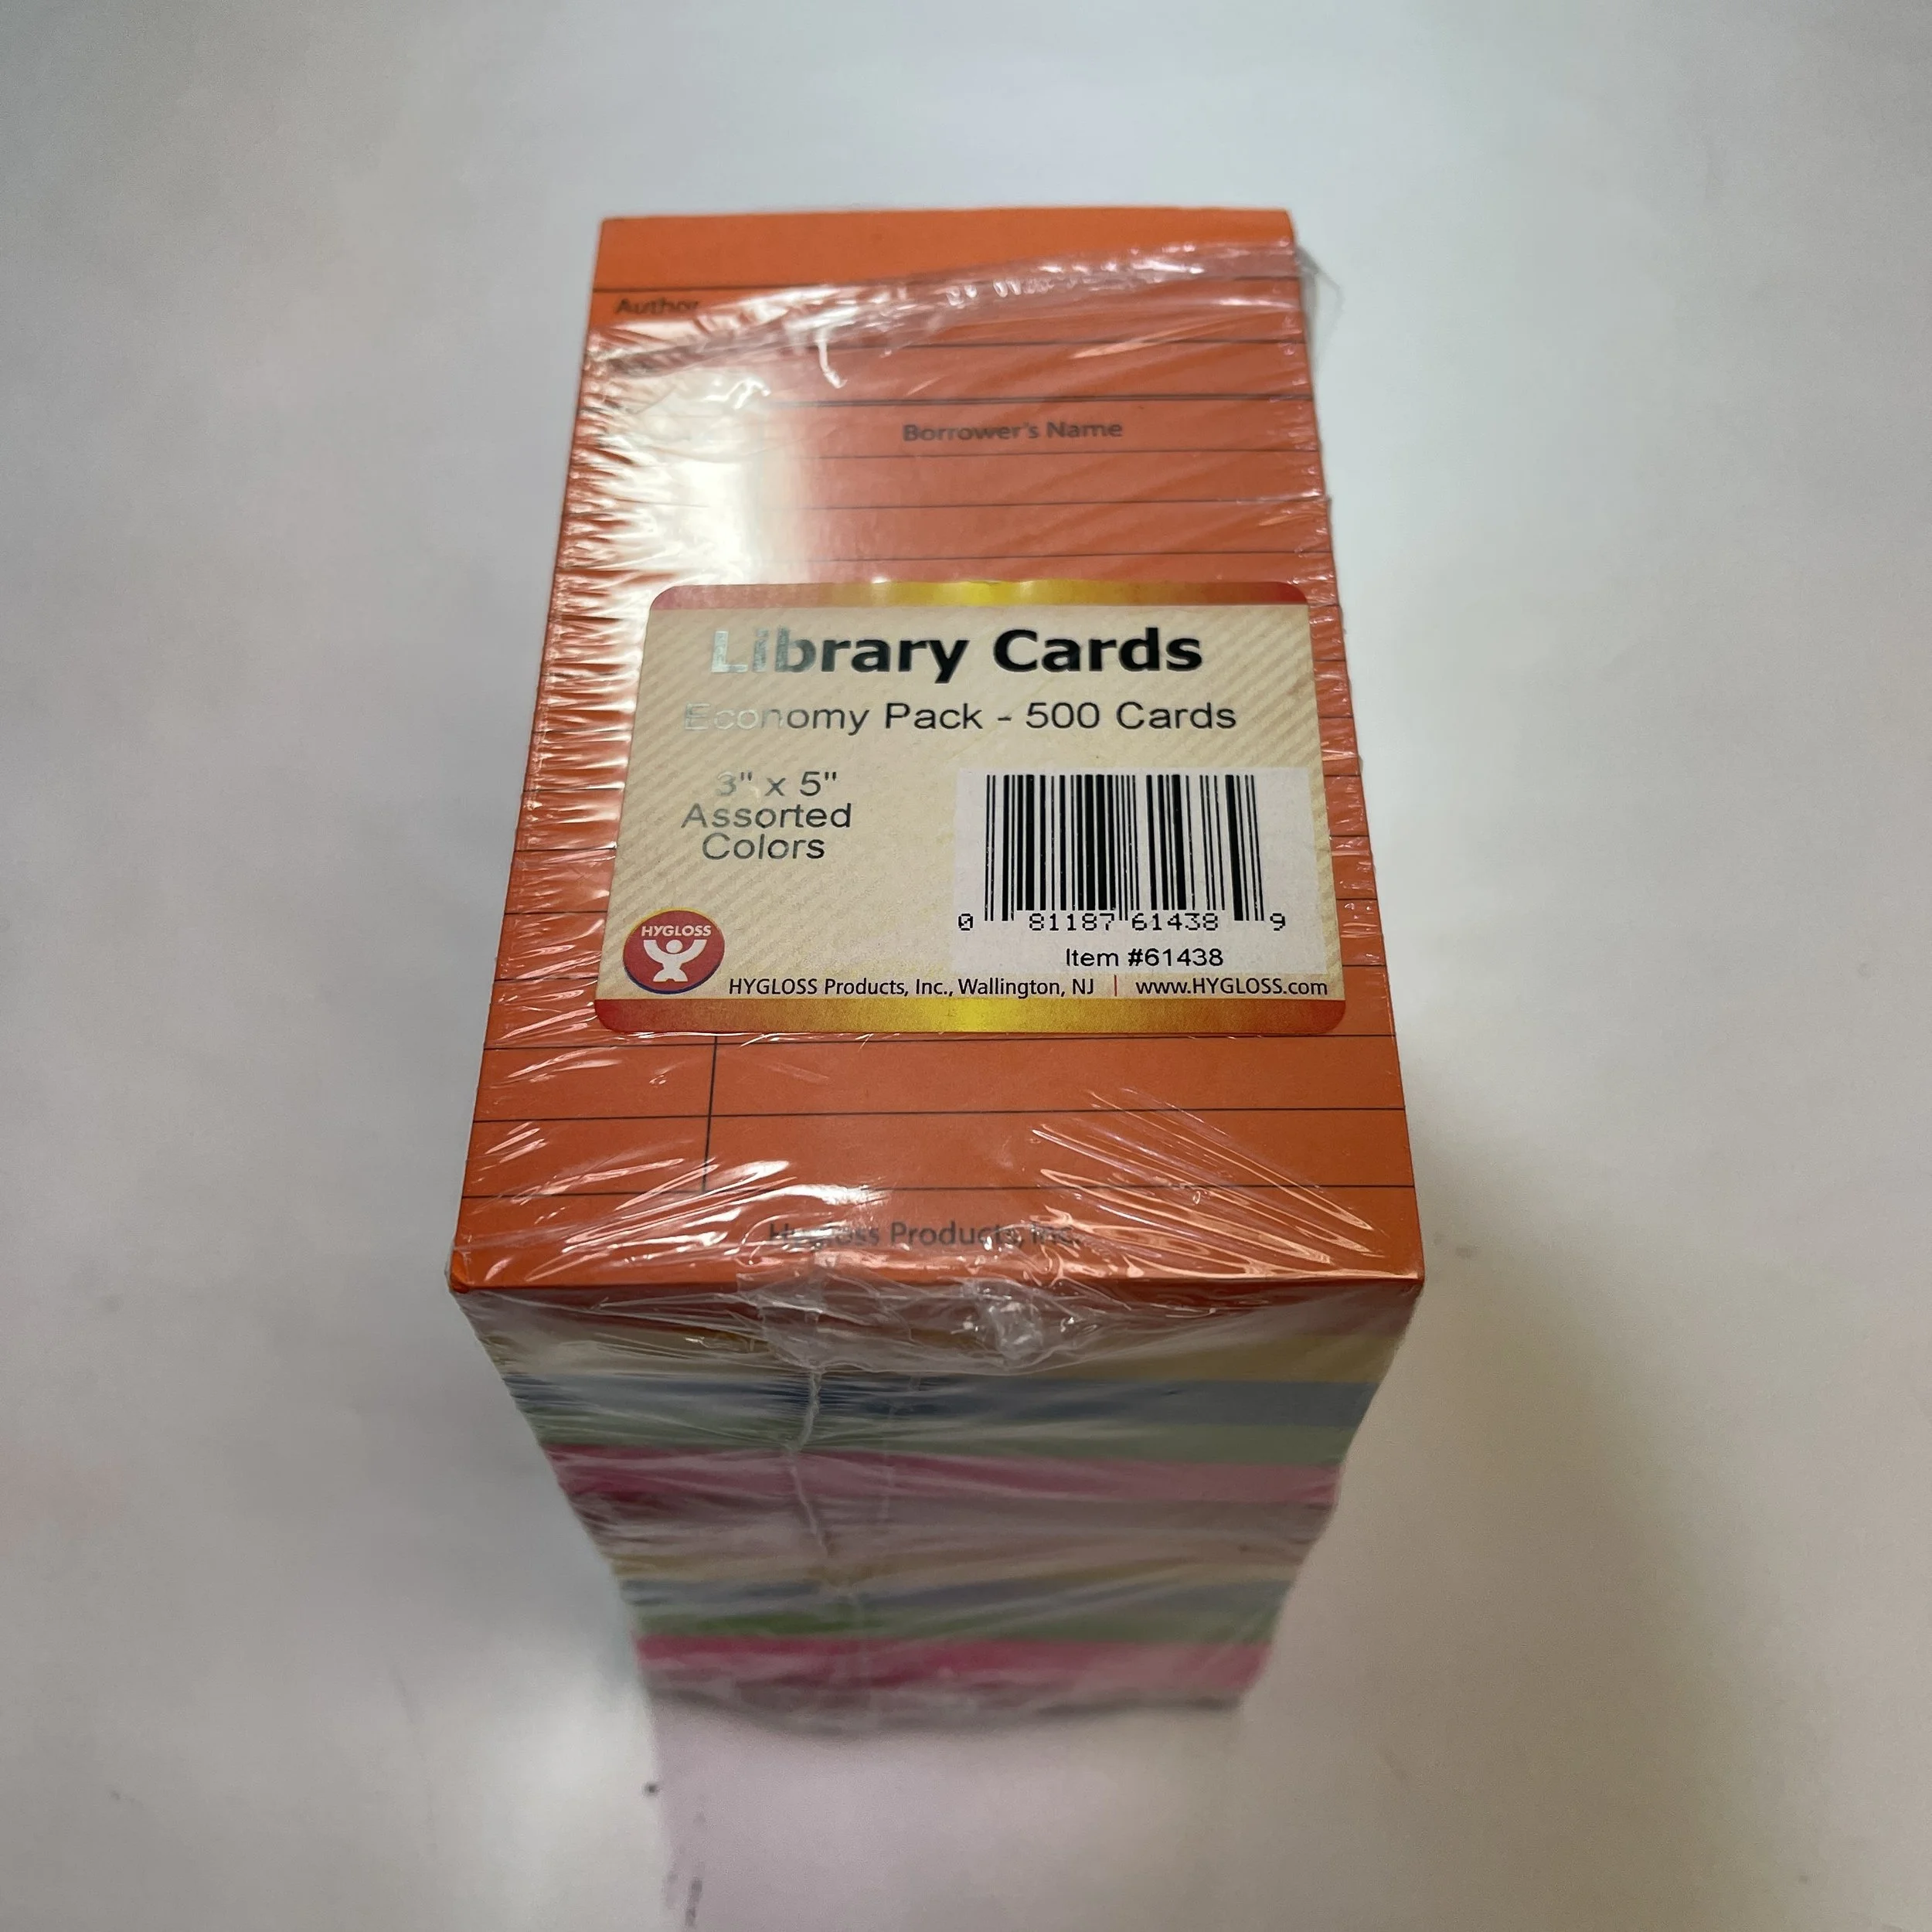 Author
Borrower's Name
Library Cards
Economy Pack - 500 Cards
3" x 5"
Assorted
Colors
0 81187 61438 9
Item #61438
HYGLOSS
HYGLOSS Products, Inc., Wallington, NJ | www.HYGLOSS.com
Hygloss Products, Inc.